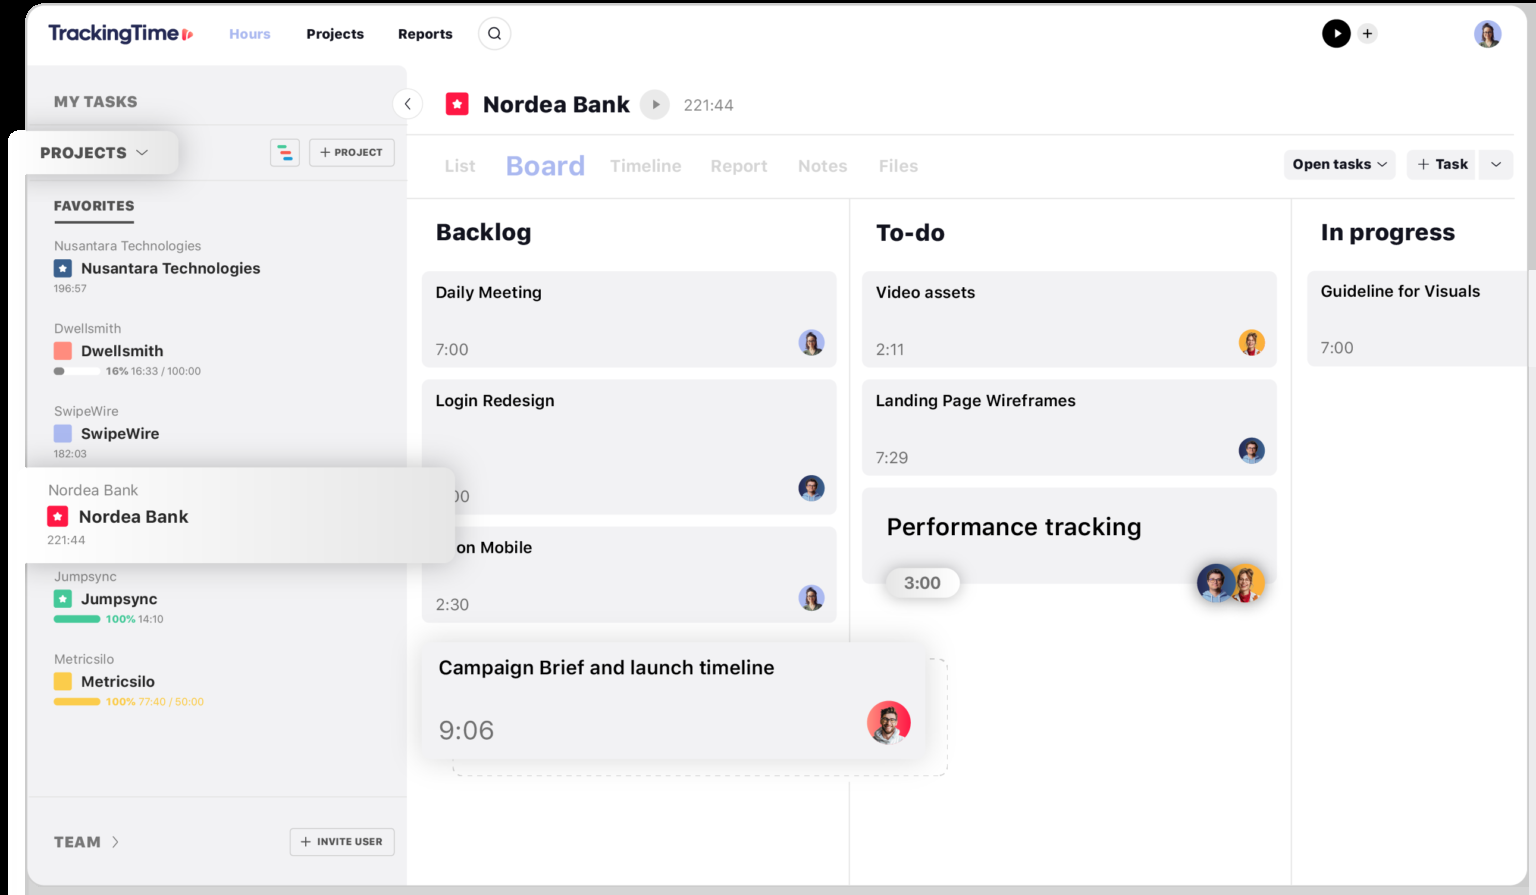 TrackingTime
Hours
Projects
Reports
MY TASKS
PROJECTS
+ PROJECT
FAVORITES
Nusantara Technologies
Nusantara Technologies
196:57
Dwellsmith
Dwellsmith
16% 16:33 / 100:00
SwipeWire
SwipeWire
182:03
Nordea Bank
Nordea Bank
221:44
Jumpsync
Jumpsync
100% 14:10
Metricsilo
Metricsilo
100% 77:40 / 50:00
TEAM
+ INVITE USER
Nordea Bank
221:44
List
Board
Timeline
Report
Notes
Files
Open tasks
+ Task
Backlog
Daily Meeting
7:00
Login Redesign
00
on Mobile
2:30
Campaign Brief and launch timeline
9:06
To-do
Video assets
2:11
Landing Page Wireframes
7:29
Performance tracking
3:00
In progress
Guideline for Visuals
7:00